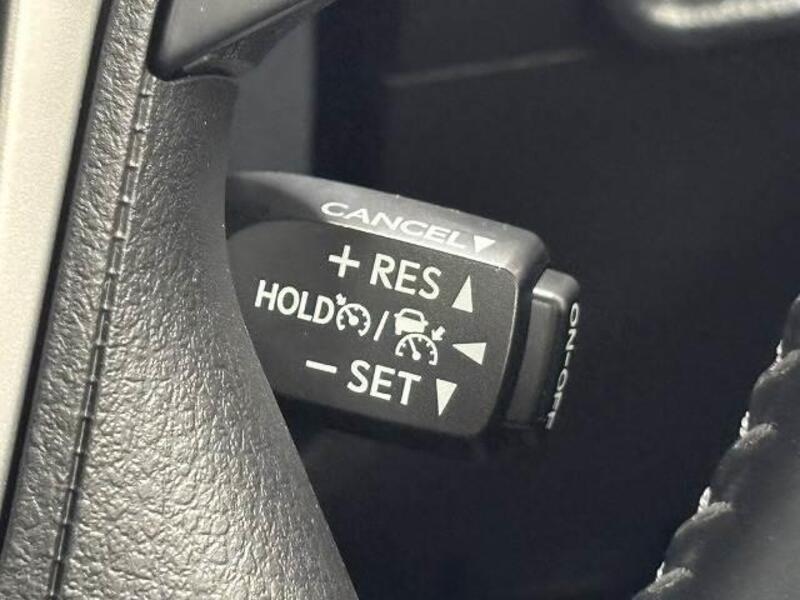 CANCEL▼
+ RES ▲
HOLD / ◀
− SET ▼
ON-OFF